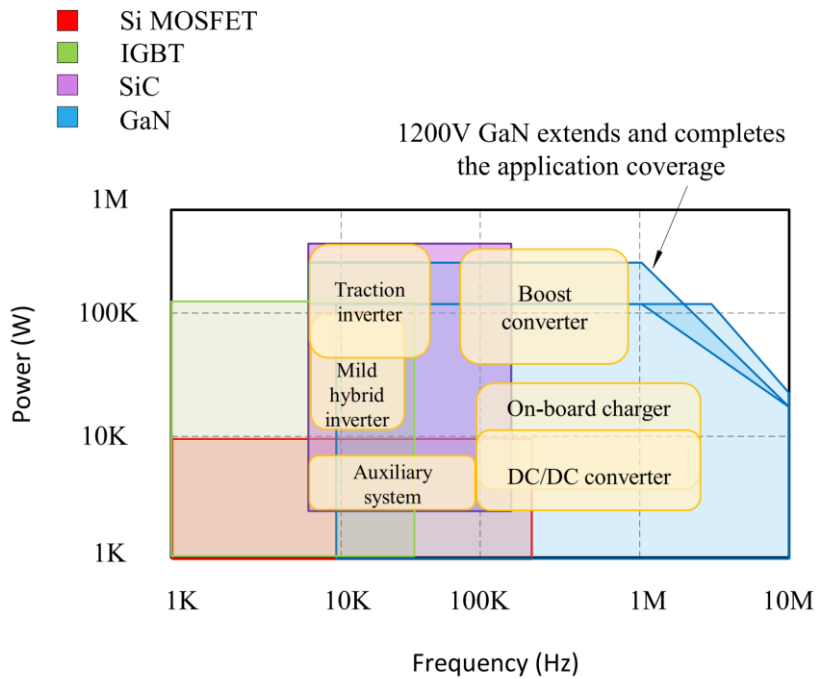 Si MOSFET
IGBT
SiC
GaN
1200V GaN extends and completes
the application coverage
1M
100K
10K
1K
Power (W)
Traction
inverter
Boost
converter
Mild
hybrid
inverter
On-board charger
Auxiliary
system
DC/DC converter
1K
10K
100K
1M
10M
Frequency (Hz)